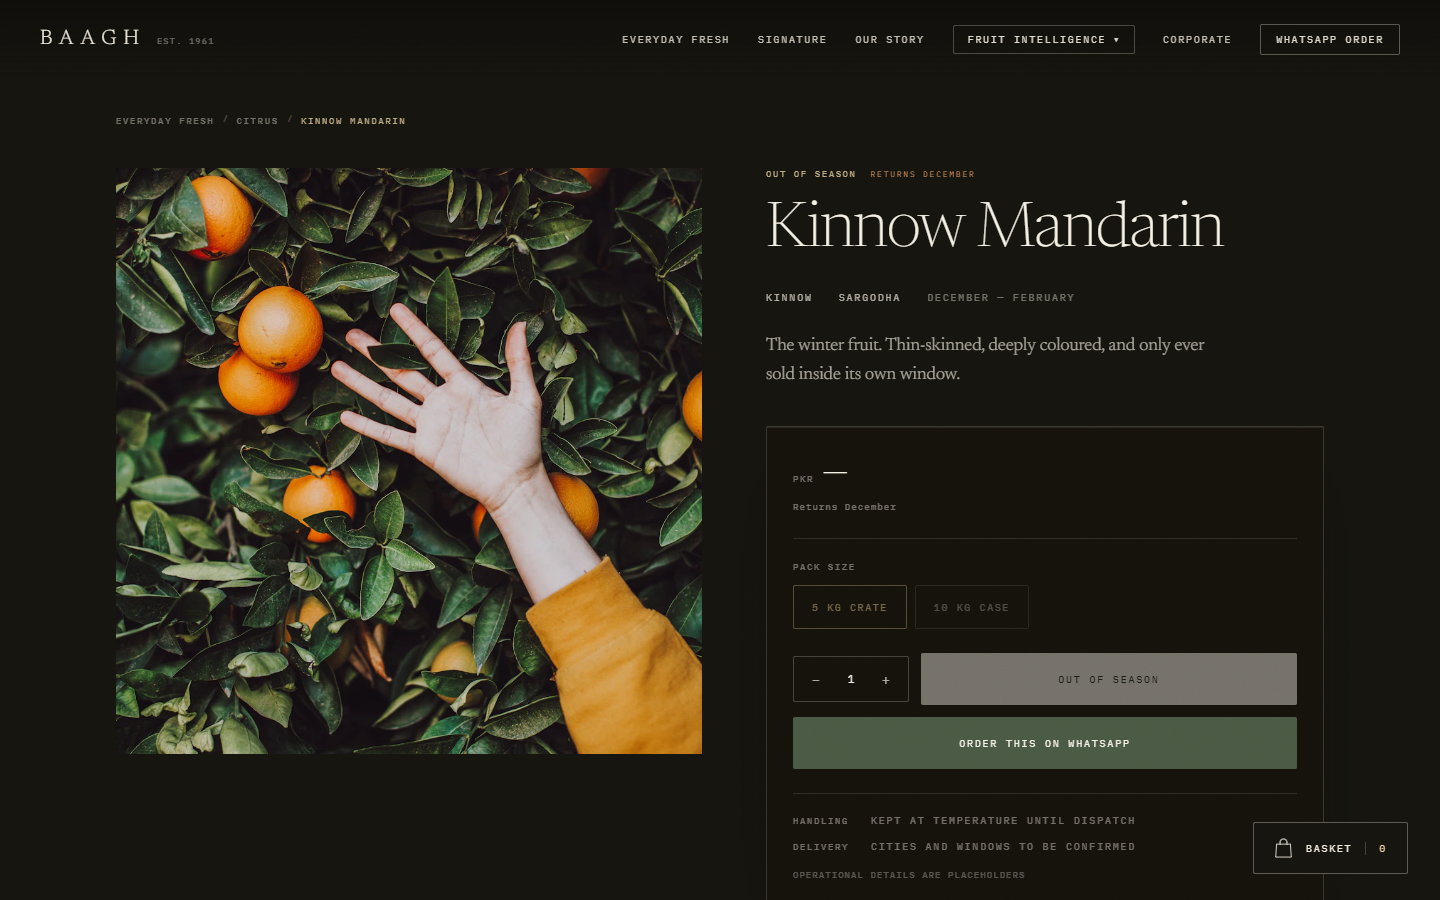 BAAGH EST. 1961
EVERYDAY FRESH SIGNATURE OUR STORY FRUIT INTELLIGENCE ▾ CORPORATE WHATSAPP ORDER
EVERYDAY FRESH / CITRUS / KINNOW MANDARIN
OUT OF SEASON RETURNS DECEMBER
Kinnow Mandarin
KINNOW SARGODHA DECEMBER — FEBRUARY
The winter fruit. Thin-skinned, deeply coloured, and only ever
sold inside its own window.
PKR —
Returns December
PACK SIZE
5 KG CRATE 10 KG CASE
− 1 + OUT OF SEASON
ORDER THIS ON WHATSAPP
HANDLING KEPT AT TEMPERATURE UNTIL DISPATCH
DELIVERY CITIES AND WINDOWS TO BE CONFIRMED
OPERATIONAL DETAILS ARE PLACEHOLDERS
BASKET 0